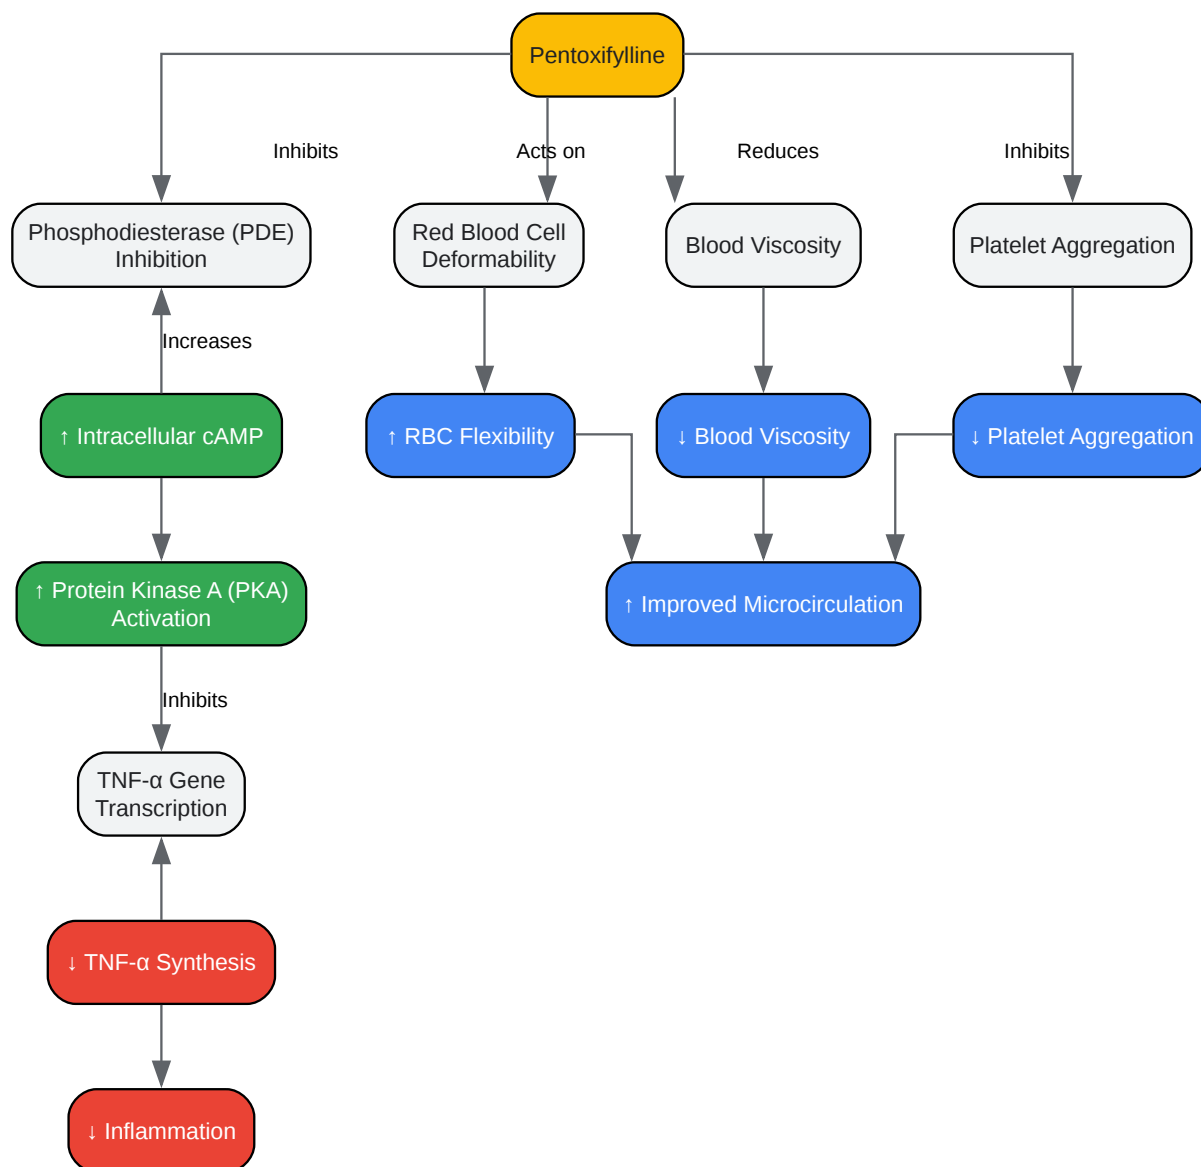 Pentoxifylline
Inhibits
Acts on
Reduces
Inhibits
Phosphodiesterase (PDE)
Inhibition
Red Blood Cell
Deformability
Blood Viscosity
Platelet Aggregation
Increases
↑ Intracellular cAMP
↑ RBC Flexibility
↓ Blood Viscosity
↓ Platelet Aggregation
↑ Protein Kinase A (PKA)
Activation
↑ Improved Microcirculation
Inhibits
TNF-α Gene
Transcription
↓ TNF-α Synthesis
↓ Inflammation